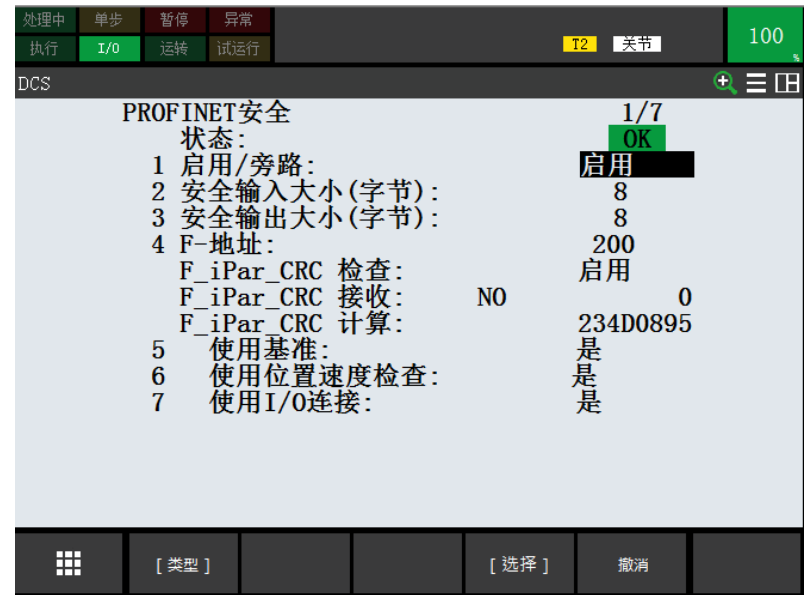 处理中 单步 暂停 异常
执行 I/O 运转 试运行 T2 关节 100 %
DCS
PROFINET安全 1/7
状态: OK
1 启用/旁路: 启用
2 安全输入大小(字节): 8
3 安全输出大小(字节): 8
4 F-地址: 200
F_iPar_CRC 检查: 启用
F_iPar_CRC 接收: NO 0
F_iPar_CRC 计算: 234D0895
5 使用基准: 是
6 使用位置速度检查: 是
7 使用I/O连接: 是
[ 类型 ] [ 选择 ] 撤消